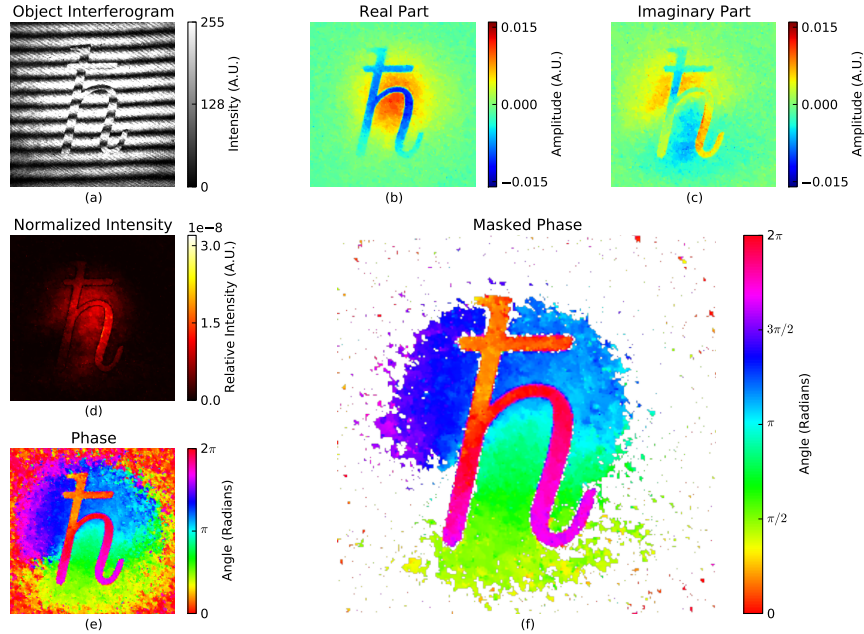 Object Interferogram
255
128
0
Intensity (A.U.)
(a)
Real Part
0.015
0.000
−0.015
Amplitude (A.U.)
(b)
Imaginary Part
0.015
0.000
−0.015
Amplitude (A.U.)
(c)
Normalized Intensity
1e−8
3.0
1.5
0.0
Relative Intensity (A.U.)
(d)
Phase
2π
π
0
Angle (Radians)
(e)
Masked Phase
ħ
2π
3π/2
π
π/2
0
Angle (Radians)
(f)